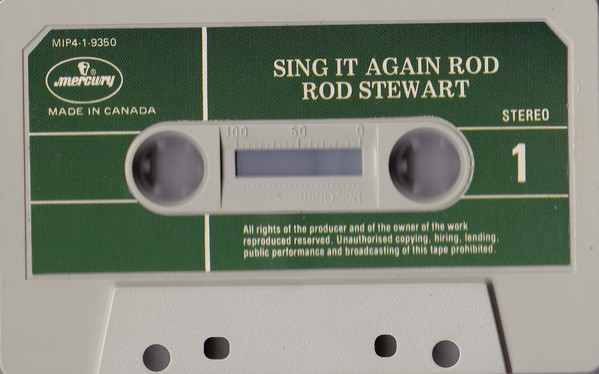 MIP4-1-9350
mercury®
MADE IN CANADA
SING IT AGAIN ROD
ROD STEWART
STEREO
1
100 50 0
All rights of the producer and of the owner of the work
reproduced reserved. Unauthorised copying, hiring, lending,
public performance and broadcasting of this tape prohibited.